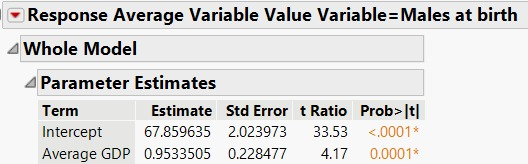 Response Average Variable Value Variable=Males at birth
Whole Model
Parameter Estimates
Term Estimate Std Error t Ratio Prob>|t|
Intercept 67.859635 2.023973 33.53 <.0001*
Average GDP 0.9533505 0.228477 4.17 0.0001*